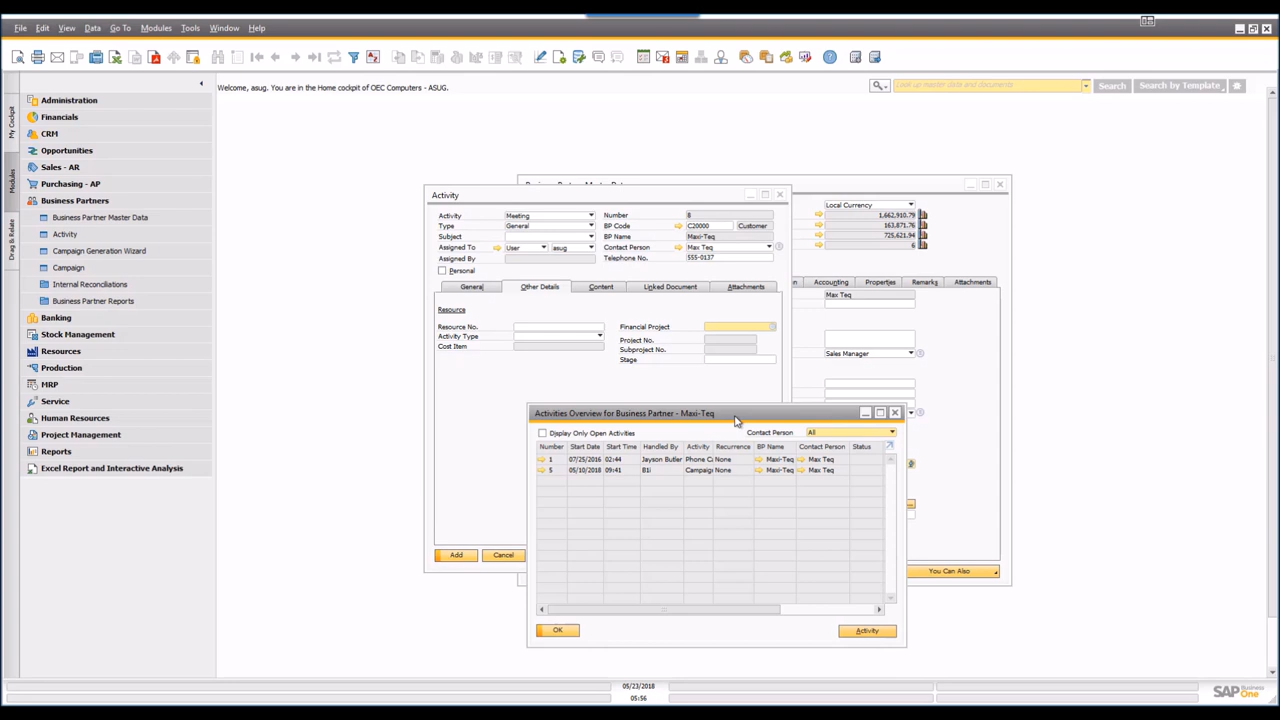 File Edit View Data Go To Modules Tools Window Help
Welcome, asug. You are in the Home cockpit of OEC Computers - ASUG.
Look up master data and documents
Search
Search by Template
My Cockpit
Modules
Drag & Relate
Administration
Financials
CRM
Opportunities
Sales - AR
Purchasing - AP
Business Partners
Business Partner Master Data
Activity
Campaign Generation Wizard
Campaign
Internal Reconciliations
Business Partner Reports
Banking
Stock Management
Resources
Production
MRP
Service
Human Resources
Project Management
Reports
Excel Report and Interactive Analysis
Activity
Activity Meeting Number 8
Type General BP Code C20000 Customer
Subject BP Name Maxi-Teq
Assigned To User asug Contact Person Max Teq
Assigned By Telephone No. 555-0137
Personal
General Other Details Content Linked Document Attachments
Resource
Resource No. Financial Project
Activity Type Project No.
Cost Item Subproject No.
Stage
Add Cancel
Local Currency
1,662,910.79
163,871.76
725,621.94
6
Accounting Properties Remarks Attachments
Max Teq
Sales Manager
You Can Also
Activities Overview for Business Partner - Maxi-Teq
Display Only Open Activities Contact Person All
Number Start Date Start Time Handled By Activity Recurrence BP Name Contact Person Status
1 07/25/2016 02:44 Jayson Butler Phone C None Maxi-Teq Max Teq
5 05/10/2018 09:41 B1i Campaig None Maxi-Teq Max Teq
OK Activity
05/23/2018
05:56
SAP Business One